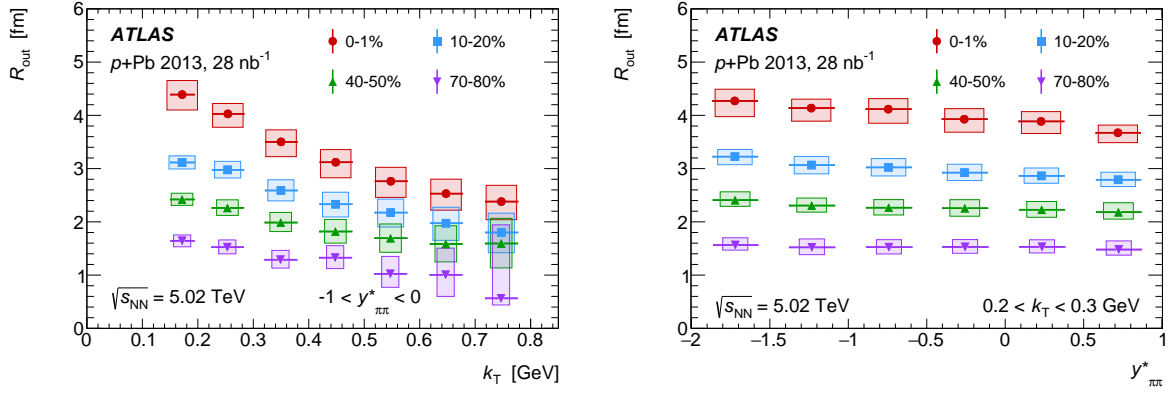 R_out [fm]
6
5
4
3
2
1
0
ATLAS
p+Pb 2013, 28 nb⁻¹
0-1%
10-20%
40-50%
70-80%
√s_NN = 5.02 TeV
-1 < y*_ππ < 0
0 0.1 0.2 0.3 0.4 0.5 0.6 0.7 0.8
k_T [GeV]
R_out [fm]
6
5
4
3
2
1
0
ATLAS
p+Pb 2013, 28 nb⁻¹
0-1%
10-20%
40-50%
70-80%
√s_NN = 5.02 TeV
0.2 < k_T < 0.3 GeV
−2 −1.5 −1 −0.5 0 0.5 1
y*_ππ